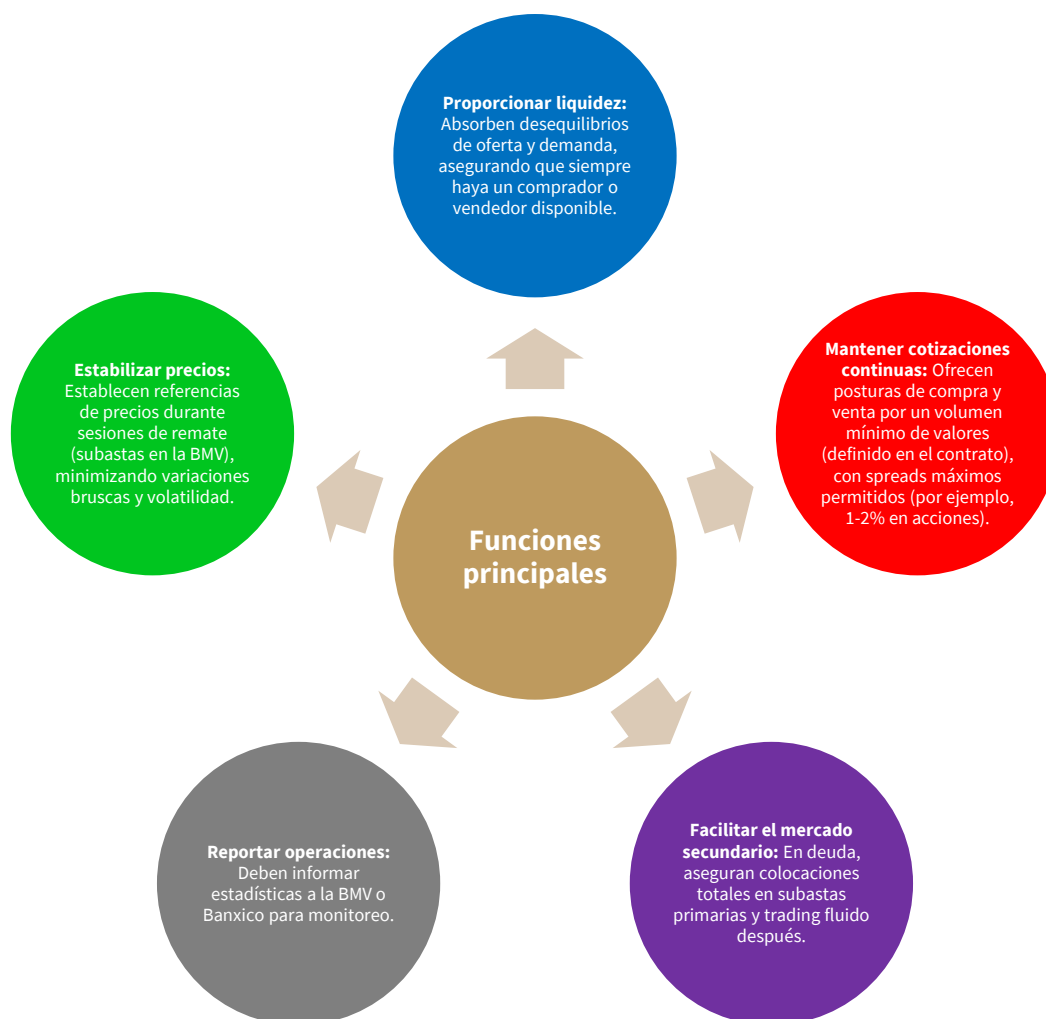 Proporcionar liquidez:
Absorben desequilibrios
de oferta y demanda,
asegurando que siempre
haya un comprador o
vendedor disponible.
Mantener cotizaciones
continuas: Ofrecen
posturas de compra y
venta por un volumen
mínimo de valores
(definido en el contrato),
con spreads máximos
permitidos (por ejemplo,
1-2% en acciones).
Estabilizar precios:
Establecen referencias
de precios durante
sesiones de remate
(subastas en la BMV),
minimizando variaciones
bruscas y volatilidad.
Funciones
principales
Facilitar el mercado
secundario: En deuda,
aseguran colocaciones
totales en subastas
primarias y trading fluido
después.
Reportar operaciones:
Deben informar
estadísticas a la BMV o
Banxico para monitoreo.